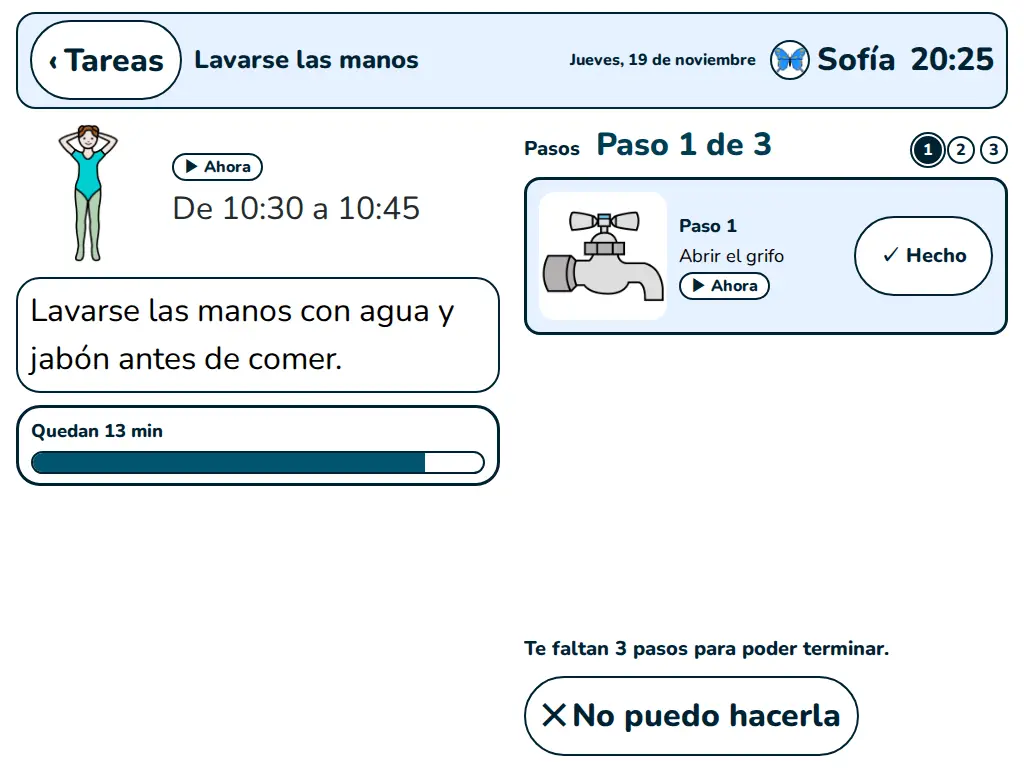 ‹ Tareas
Lavarse las manos
Jueves, 19 de noviembre
Sofía
20:25
▶ Ahora
De 10:30 a 10:45
Lavarse las manos con agua y
jabón antes de comer.
Quedan 13 min
Pasos
Paso 1 de 3
1
2
3
Paso 1
Abrir el grifo
▶ Ahora
✓ Hecho
Te faltan 3 pasos para poder terminar.
✕ No puedo hacerla